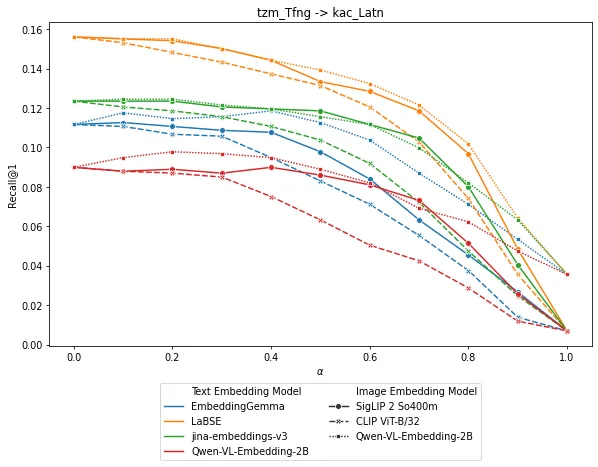 tzm_Tfng -> kac_Latn
Recall@1
0.16
0.14
0.12
0.10
0.08
0.06
0.04
0.02
0.00
0.0 0.2 0.4 0.6 0.8 1.0
α
Text Embedding Model
EmbeddingGemma
LaBSE
jina-embeddings-v3
Qwen-VL-Embedding-2B
Image Embedding Model
SigLIP 2 So400m
CLIP ViT-B/32
Qwen-VL-Embedding-2B